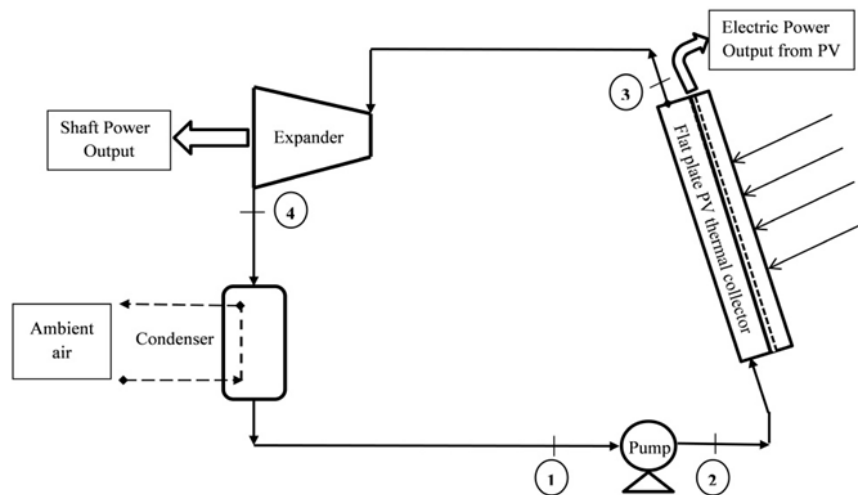 Electric Power
Output from PV
3
Shaft Power
Output
Expander
Flat plate PV thermal collector
4
Ambient
air
Condenser
Pump
1
2